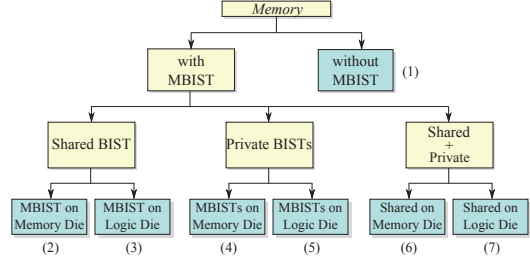 Memory
with
MBIST
without
MBIST
(1)
Shared BIST
Private BISTs
Shared
+
Private
MBIST on
Memory Die
MBIST on
Logic Die
MBISTs on
Memory Die
MBISTs on
Logic Die
Shared on
Memory Die
Shared on
Logic Die
(2)
(3)
(4)
(5)
(6)
(7)